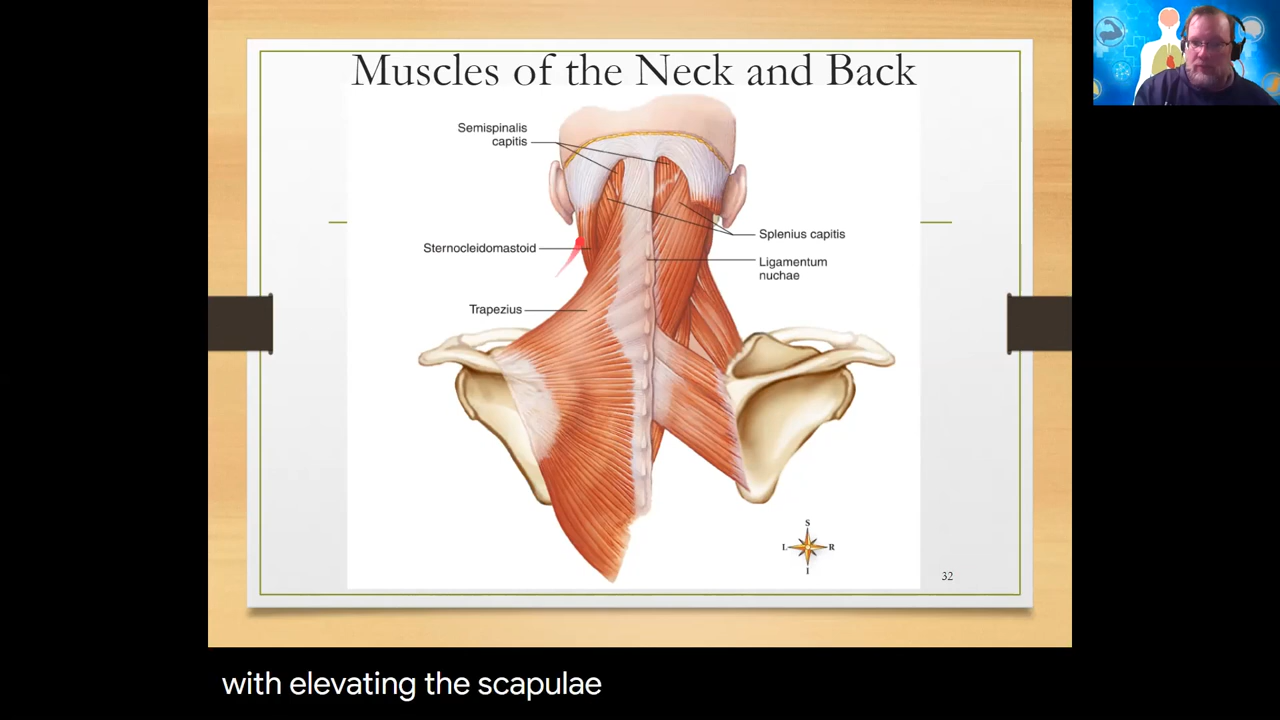 Muscles of the Neck and Back
Semispinalis
capitis
Splenius capitis
Sternocleidomastoid
Ligamentum
nuchae
Trapezius
S
L R
I
32
with elevating the scapulae